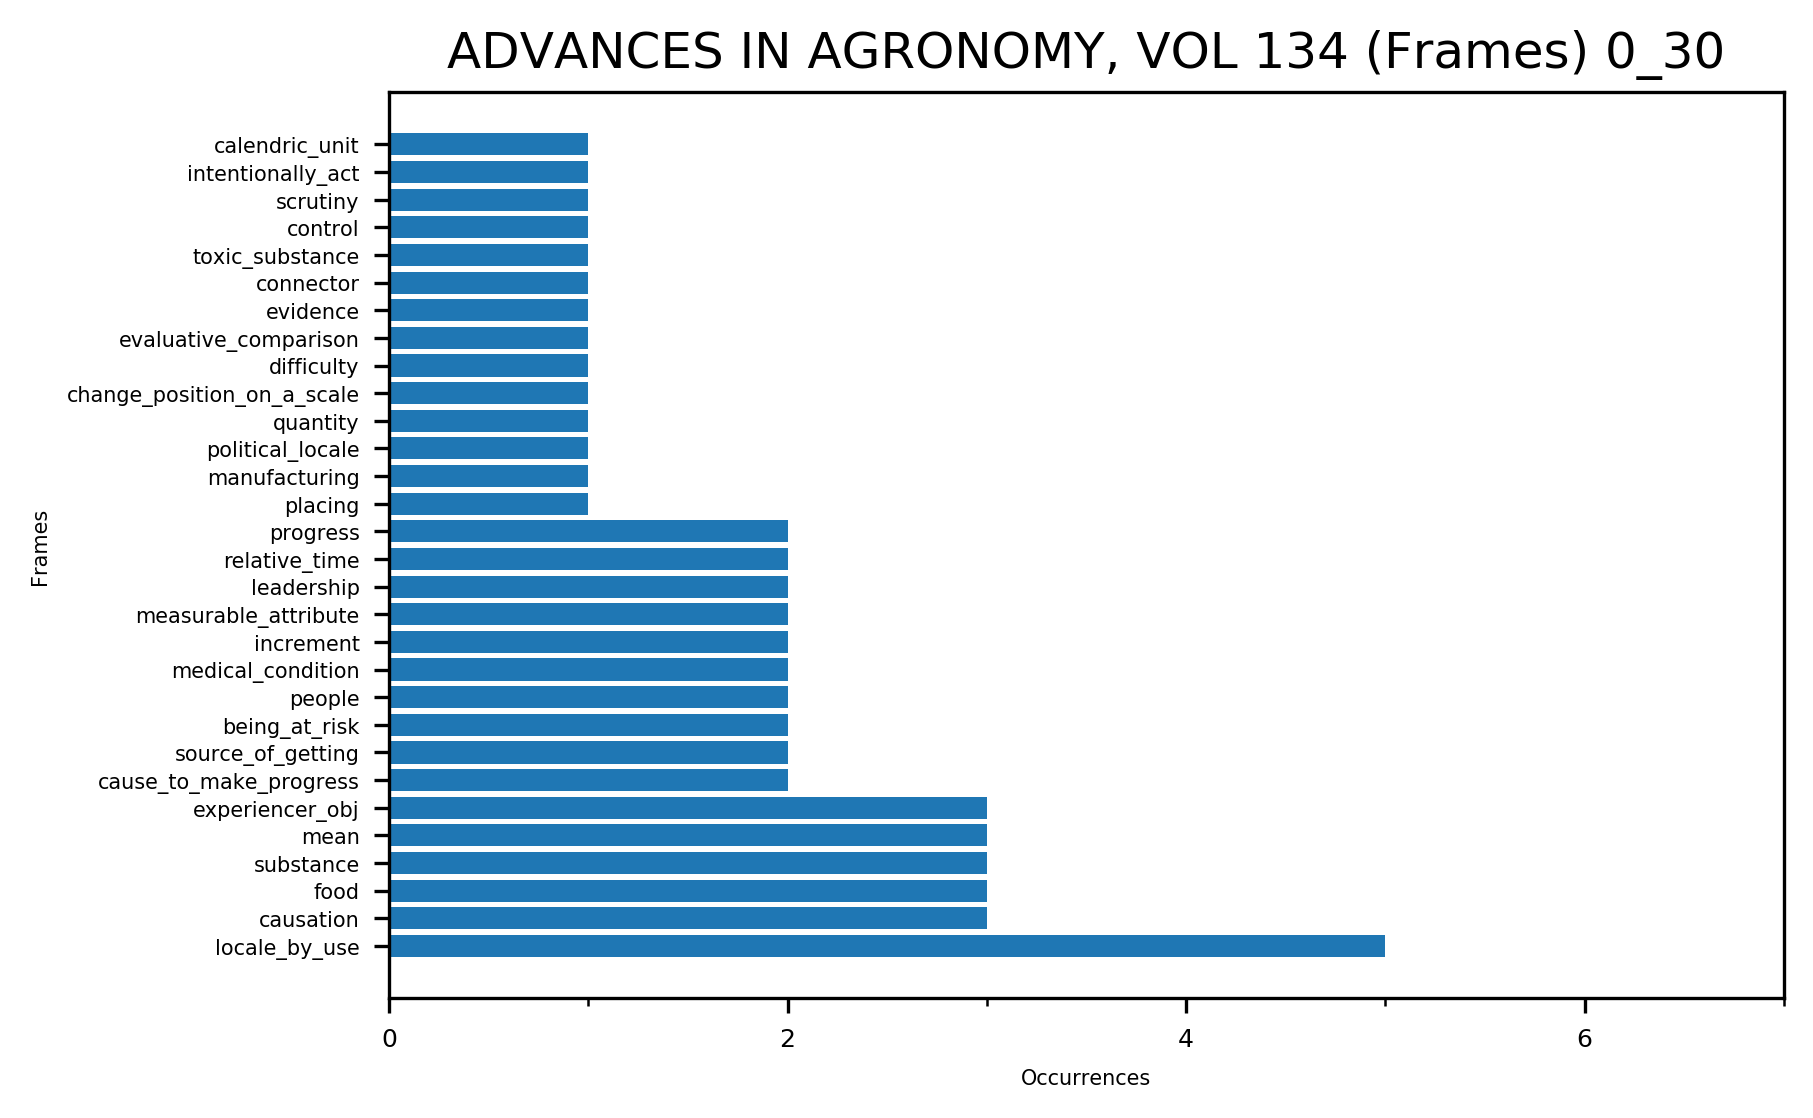 ADVANCES IN AGRONOMY, VOL 134 (Frames) 0_30
calendric_unit
intentionally_act
scrutiny
control
toxic_substance
connector
evidence
evaluative_comparison
difficulty
change_position_on_a_scale
quantity
political_locale
manufacturing
placing
progress
relative_time
leadership
measurable_attribute
increment
medical_condition
people
being_at_risk
source_of_getting
cause_to_make_progress
experiencer_obj
mean
substance
food
causation
locale_by_use
Frames
0 2 4 6
Occurrences